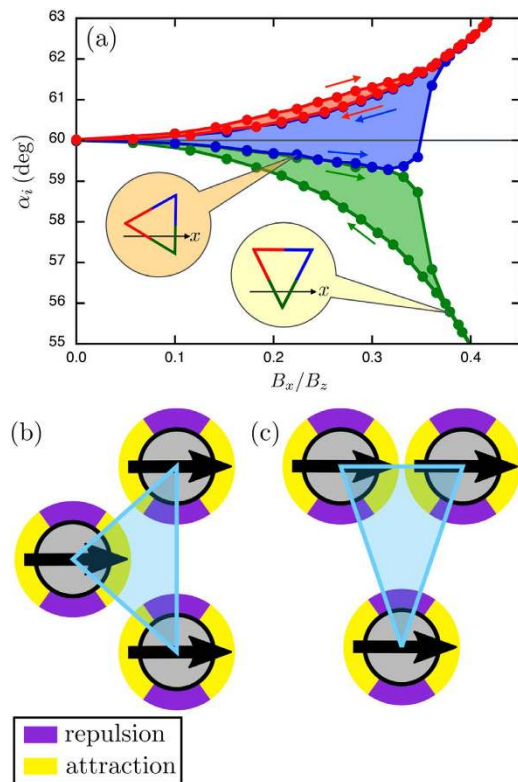 (a)
63
62
61
60
59
58
57
56
55
α_i (deg)
x
x
0.0 0.1 0.2 0.3 0.4
B_x/B_z
(b) (c)
repulsion
attraction